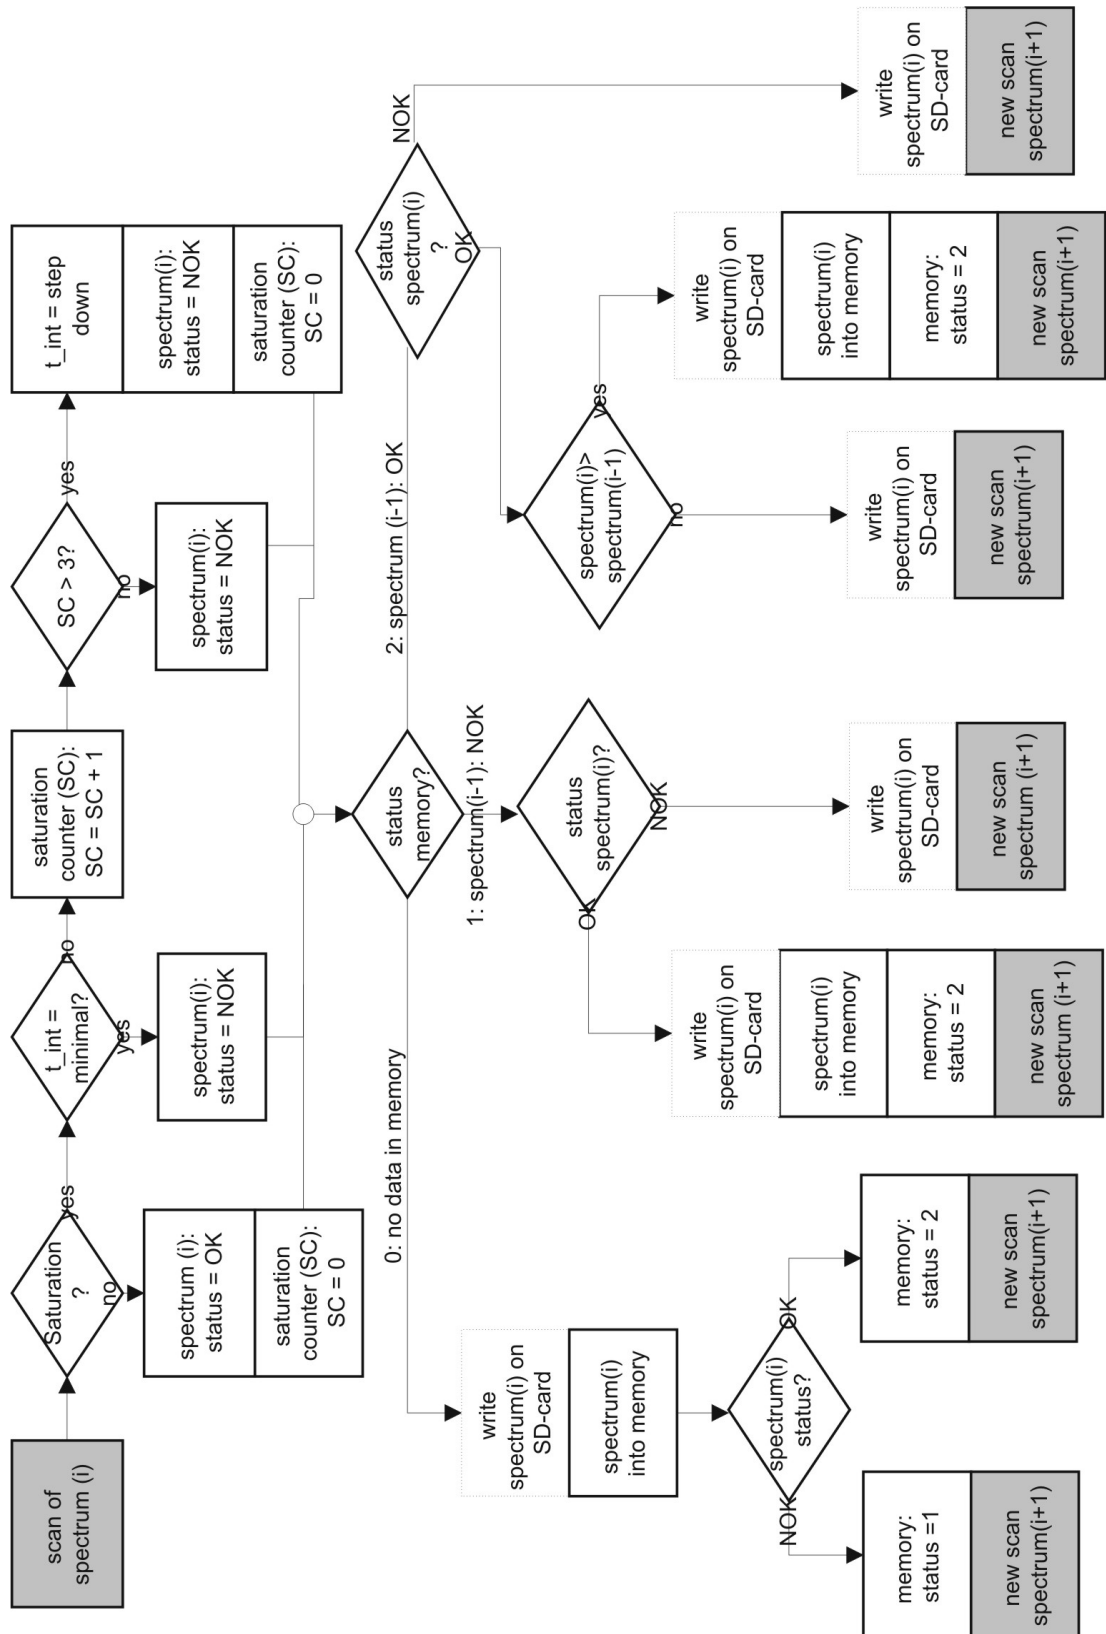 scan of
spectrum (i)
Saturation
?
yes
no
spectrum (i):
status = OK
saturation
counter (SC):
SC = 0
t_int =
minimal?
no
yes
spectrum(i):
status = NOK
saturation
counter (SC):
SC = SC + 1
SC > 3?
yes
no
spectrum(i):
status = NOK
t_int = step
down
spectrum(i):
status = NOK
saturation
counter (SC):
SC = 0
status
memory?
0: no data in memory
1: spectrum(i-1): NOK
2: spectrum (i-1): OK
write
spectrum(i) on
SD-card
spectrum(i)
into memory
spectrum(i)
status?
NOK
OK
memory:
status =1
new scan
spectrum(i+1)
memory:
status = 2
new scan
spectrum(i+1)
status
spectrum(i)?
OK
NOK
write
spectrum(i) on
SD-card
spectrum(i)
into memory
memory:
status = 2
new scan
spectrum (i+1)
write
spectrum(i) on
SD-card
new scan
spectrum (i+1)
status
spectrum(i)
?
OK
NOK
spectrum(i)>
spectrum(i-1)
no
yes
write
spectrum(i) on
SD-card
new scan
spectrum(i+1)
write
spectrum(i) on
SD-card
spectrum(i)
into memory
memory:
status = 2
new scan
spectrum(i+1)
write
spectrum(i) on
SD-card
new scan
spectrum(i+1)